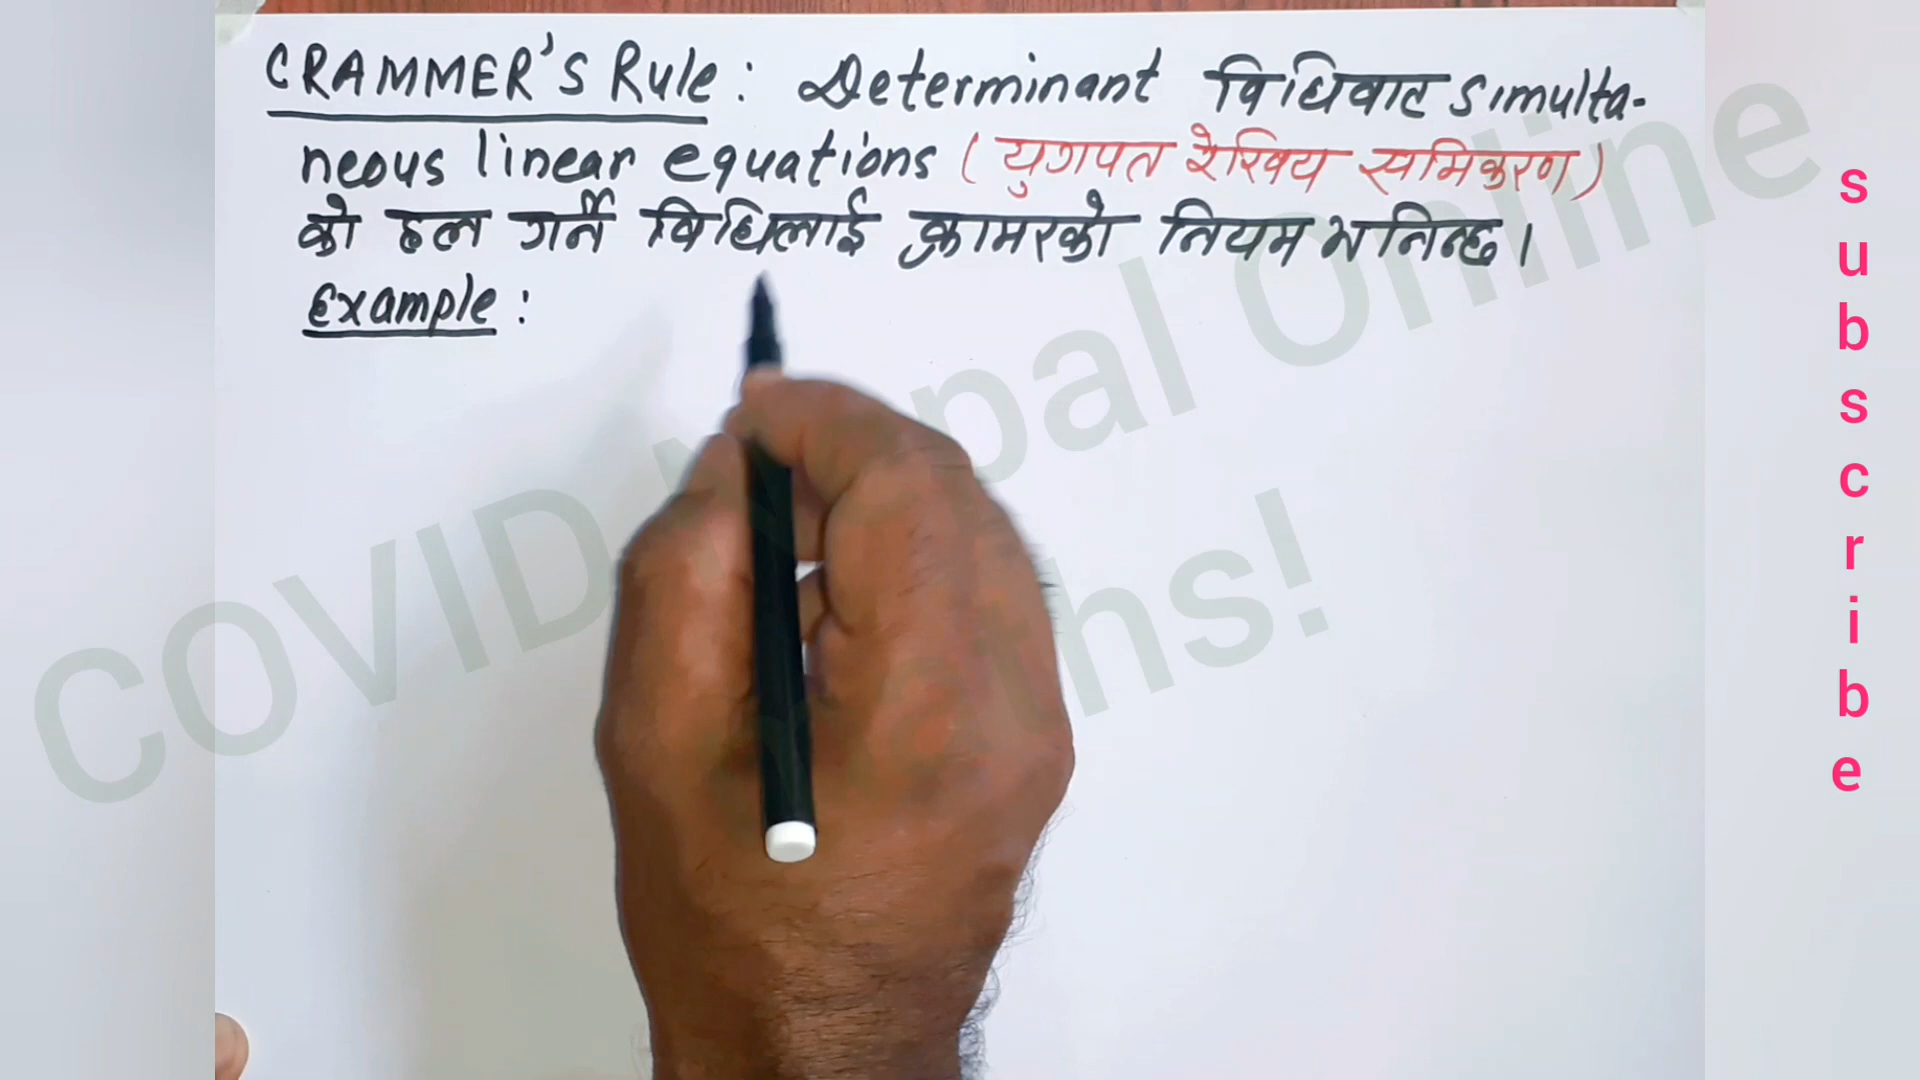 CRAMMER'S Rule: Determinant विधिवाट simulta-
neous linear equations (युगपत रेखिय समिकरण)
को हल गर्ने विधिलाई क्रामरको नियम भनिन्छ।
Example:
COVID Nepal Online
Maths!
subscribe